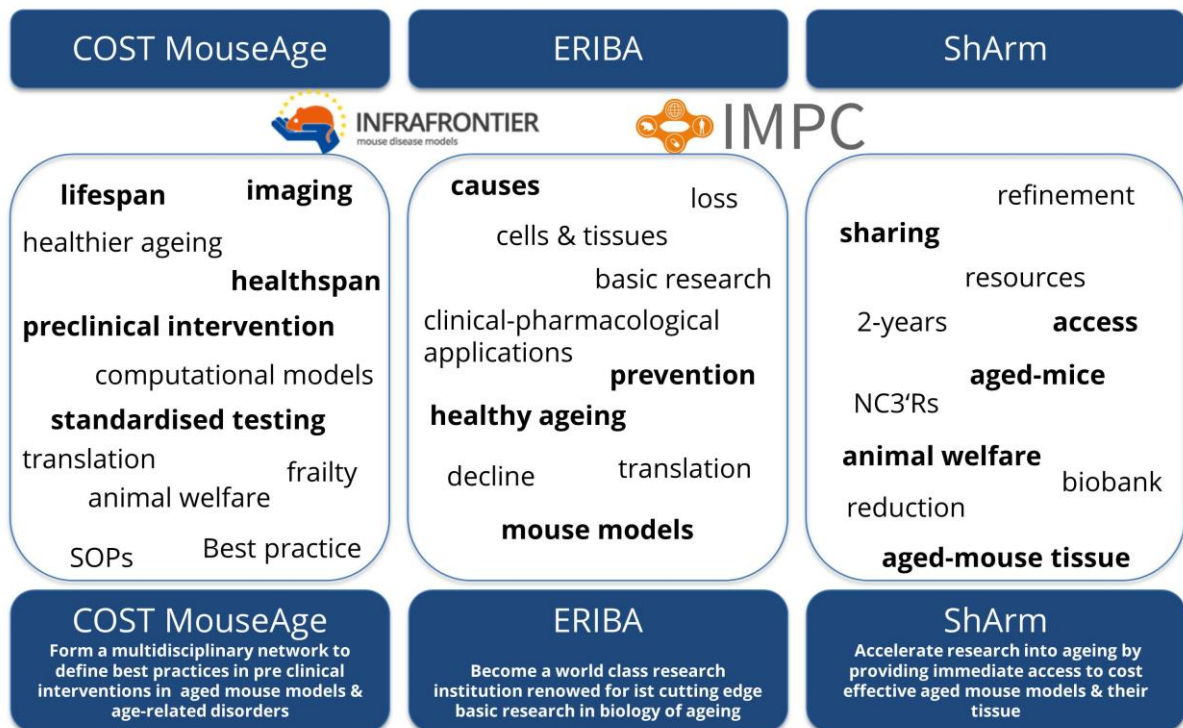 COST MouseAge
ERIBA
ShArm
INFRAFRONTIER
mouse disease models
IMPC
lifespan
imaging
healthier ageing
healthspan
preclinical intervention
computational models
standardised testing
translation
frailty
animal welfare
SOPs
Best practice
causes
loss
cells & tissues
basic research
clinical-pharmacological
applications
prevention
healthy ageing
decline
translation
mouse models
refinement
sharing
resources
2-years
access
aged-mice
NC3‘Rs
animal welfare
biobank
reduction
aged-mouse tissue
COST MouseAge
Form a multidisciplinary network to
define best practices in pre clinical
interventions in aged mouse models &
age-related disorders
ERIBA
Become a world class research
institution renowed for ist cutting edge
basic research in biology of ageing
ShArm
Accelerate research into ageing by
providing immediate access to cost
effective aged mouse models & their
tissue